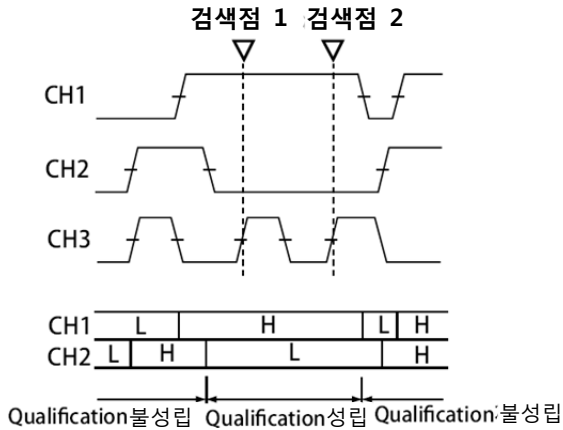 검색점 1 검색점 2
CH1
CH2
CH3
CH1 L H L H
CH2 L H L H
Qualification불성립 Qualification성립 Qualification불성립